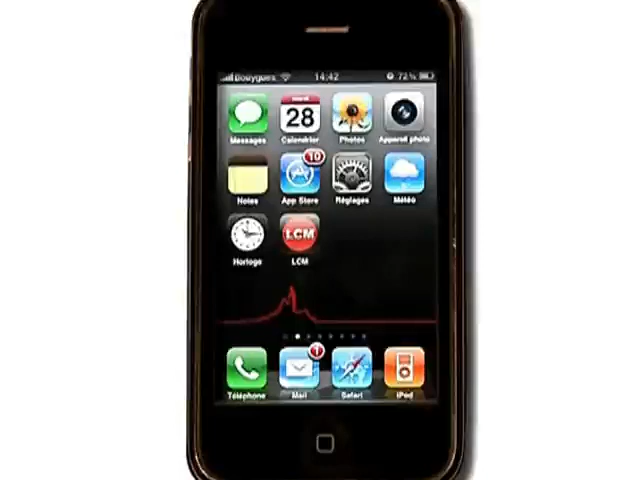 Bouygues 14:42 72%
28
Messages Calendrier Photos Appareil photo
10
Notes App Store Réglages Météo
LCM
Horloge LCM
1
Téléphone Mail Safari iPod